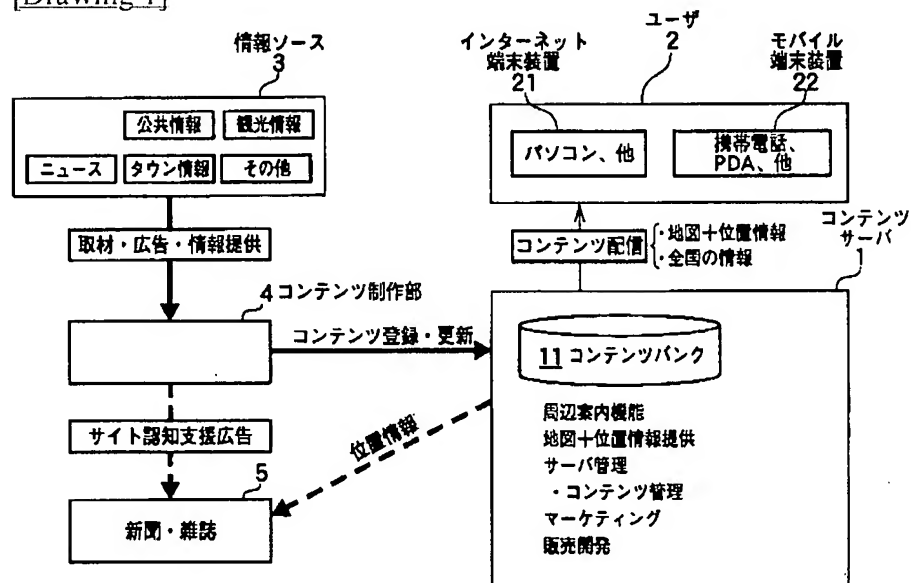 [Drawing 1]
情報ソース
3
公共情報
観光情報
ニュース
タウン情報
その他
取材・広告・情報提供
4 コンテンツ制作部
サイト認知支援広告
5
新聞・雑誌
コンテンツ登録・更新
位置情報
ユーザ
2
インターネット
端末装置
21
モバイル
端末装置
22
パソコン、他
携帯電話、
PDA、他
コンテンツ配信
・地図十位置情報
・全国の情報
コンテンツ
サーバ
1
11 コンテンツバンク
周辺案内機能
地図十位置情報提供
サーバ管理
・コンテンツ管理
マーケティング
販売開発